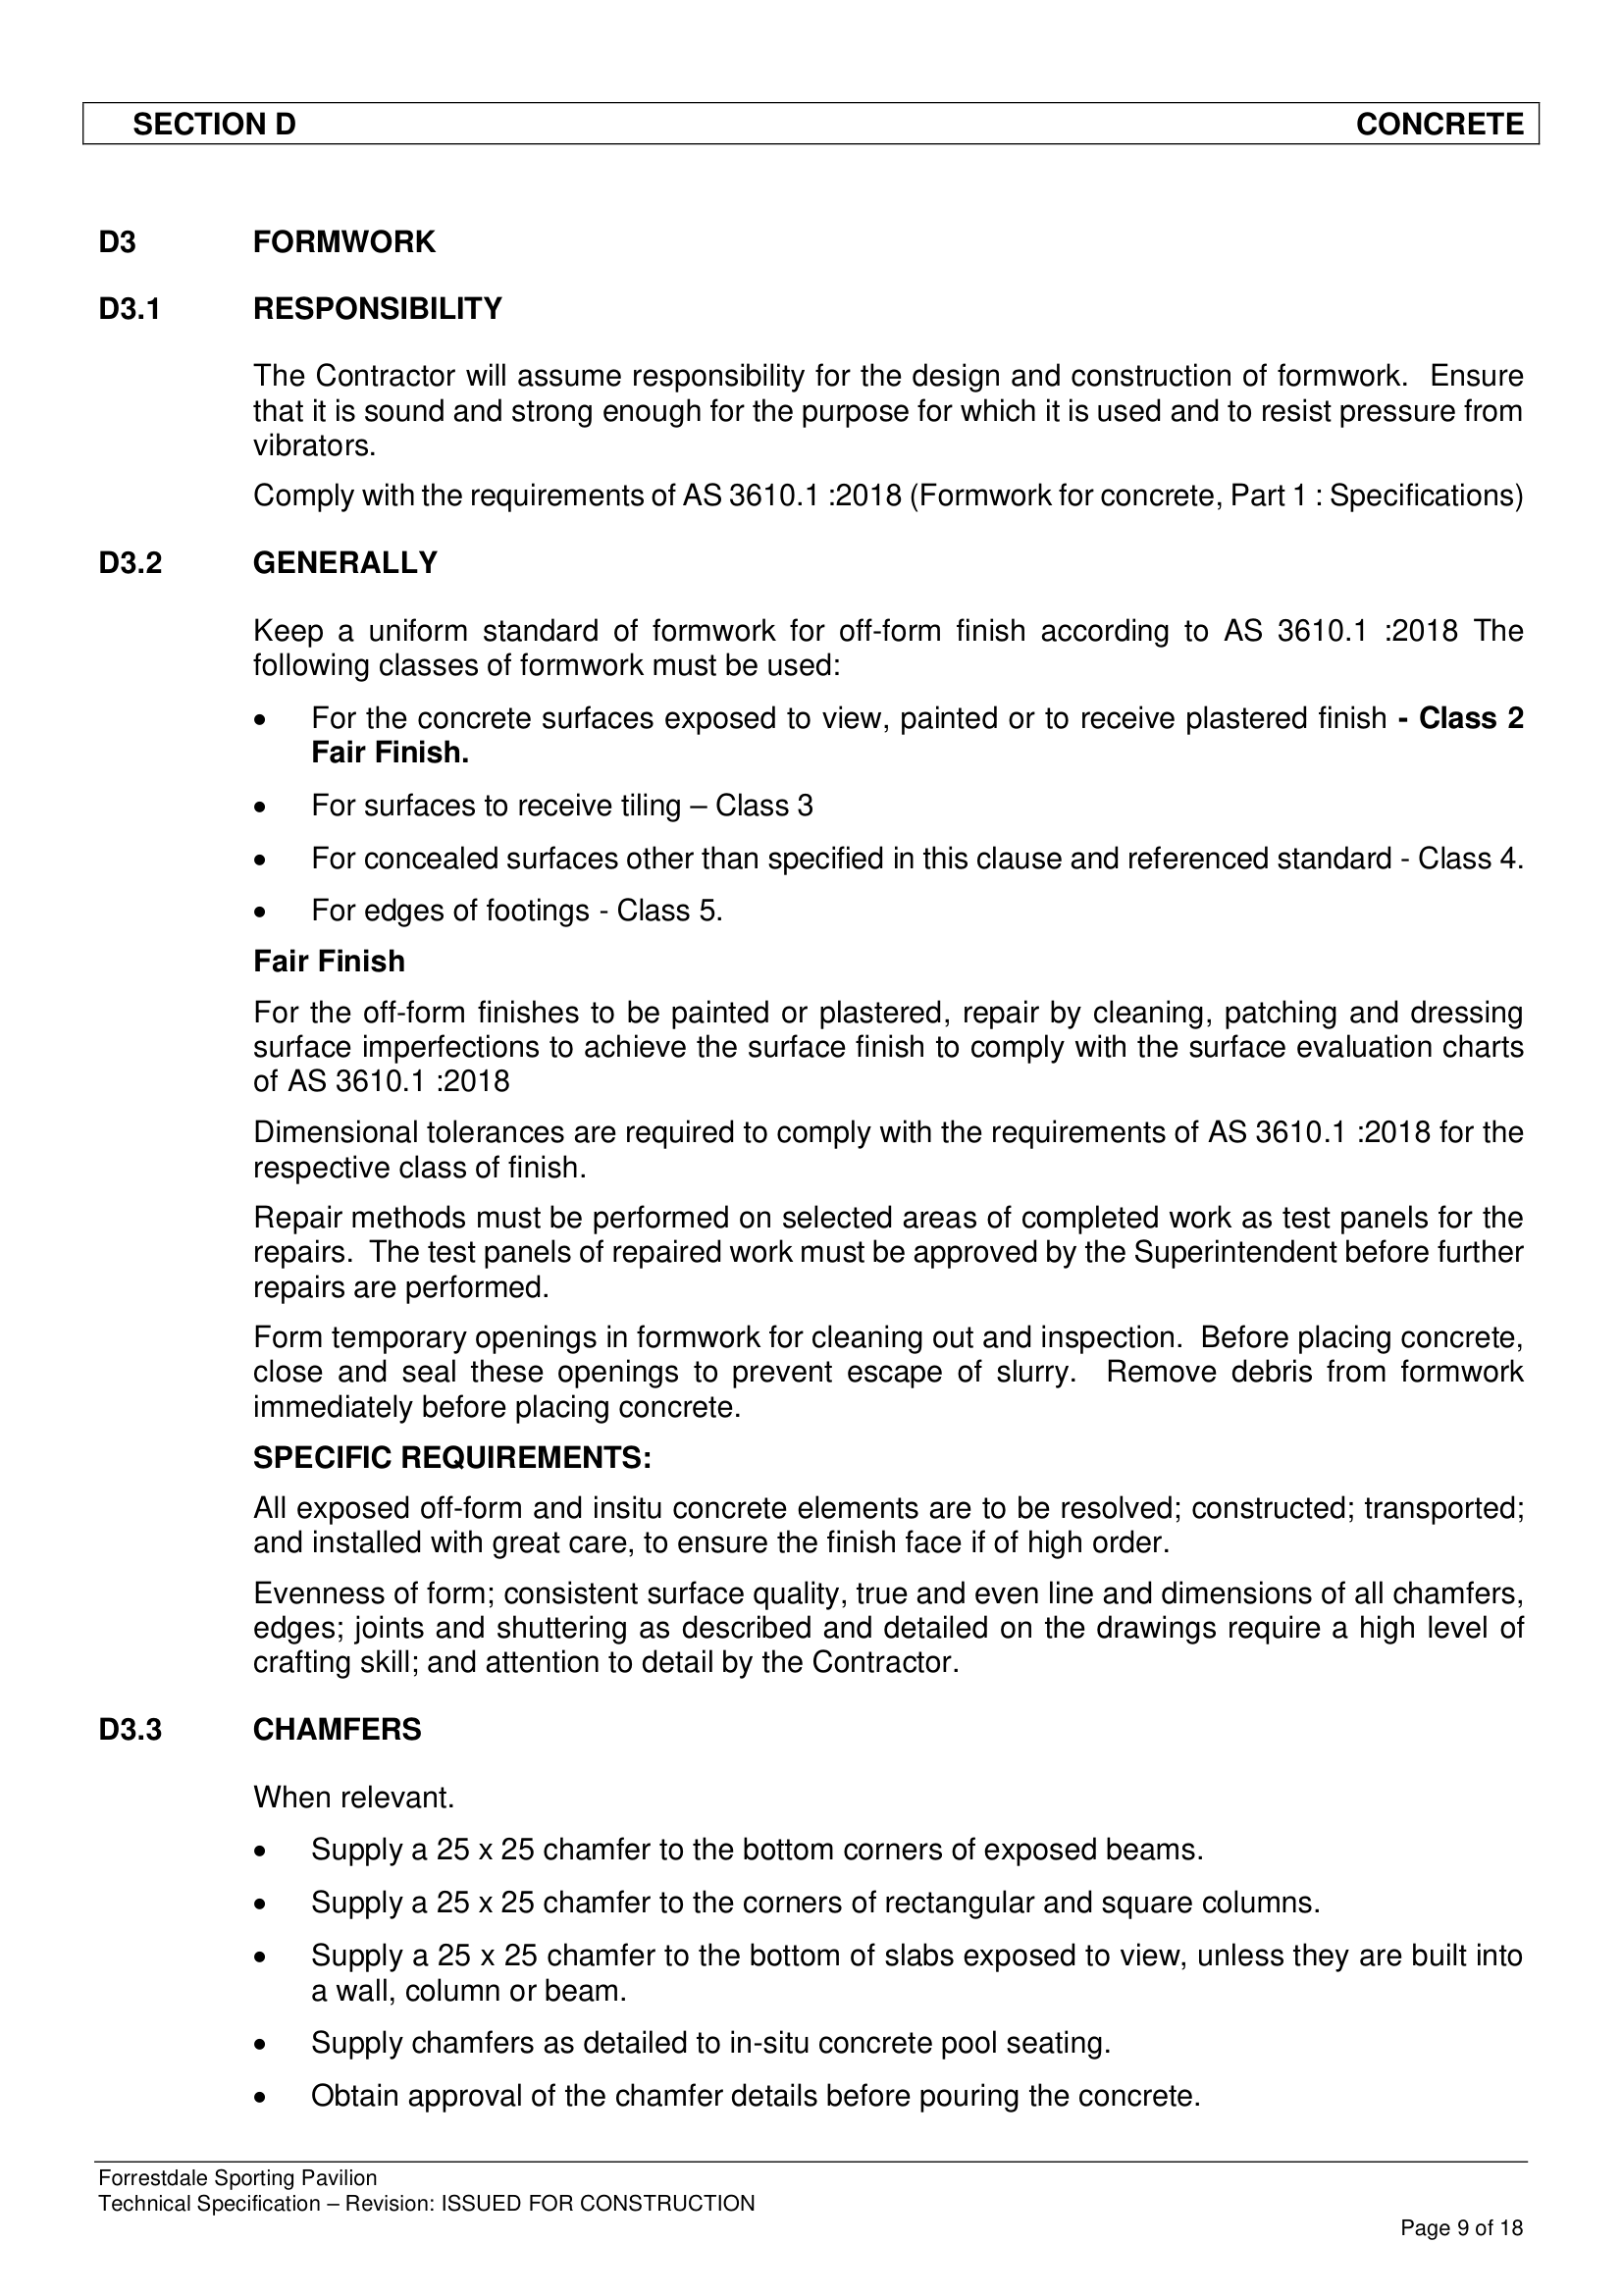 SECTION D CONCRETE
D3 FORMWORK
D3.1 RESPONSIBILITY
The Contractor will assume responsibility for the design and construction of formwork. Ensure
that it is sound and strong enough for the purpose for which it is used and to resist pressure from
vibrators.
Comply with the requirements of AS 3610.1 :2018 (Formwork for concrete, Part 1 : Specifications)
D3.2 GENERALLY
Keep a uniform standard of formwork for off-form finish according to AS 3610.1 :2018 The
following classes of formwork must be used:
• For the concrete surfaces exposed to view, painted or to receive plastered finish - Class 2
Fair Finish.
• For surfaces to receive tiling – Class 3
• For concealed surfaces other than specified in this clause and referenced standard - Class 4.
• For edges of footings - Class 5.
Fair Finish
For the off-form finishes to be painted or plastered, repair by cleaning, patching and dressing
surface imperfections to achieve the surface finish to comply with the surface evaluation charts
of AS 3610.1 :2018
Dimensional tolerances are required to comply with the requirements of AS 3610.1 :2018 for the
respective class of finish.
Repair methods must be performed on selected areas of completed work as test panels for the
repairs. The test panels of repaired work must be approved by the Superintendent before further
repairs are performed.
Form temporary openings in formwork for cleaning out and inspection. Before placing concrete,
close and seal these openings to prevent escape of slurry. Remove debris from formwork
immediately before placing concrete.
SPECIFIC REQUIREMENTS:
All exposed off-form and insitu concrete elements are to be resolved; constructed; transported;
and installed with great care, to ensure the finish face if of high order.
Evenness of form; consistent surface quality, true and even line and dimensions of all chamfers,
edges; joints and shuttering as described and detailed on the drawings require a high level of
crafting skill; and attention to detail by the Contractor.
D3.3 CHAMFERS
When relevant.
• Supply a 25 x 25 chamfer to the bottom corners of exposed beams.
• Supply a 25 x 25 chamfer to the corners of rectangular and square columns.
• Supply a 25 x 25 chamfer to the bottom of slabs exposed to view, unless they are built into
a wall, column or beam.
• Supply chamfers as detailed to in-situ concrete pool seating.
• Obtain approval of the chamfer details before pouring the concrete.
Forrestdale Sporting Pavilion
Technical Specification – Revision: ISSUED FOR CONSTRUCTION
Page 9 of 18